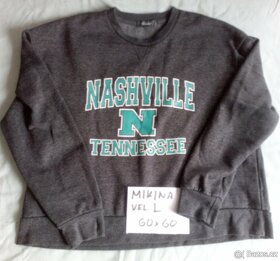 NASHVILLE
N
TENNESSEE
MIKINA
VEL L
60x60
Bazos.cz